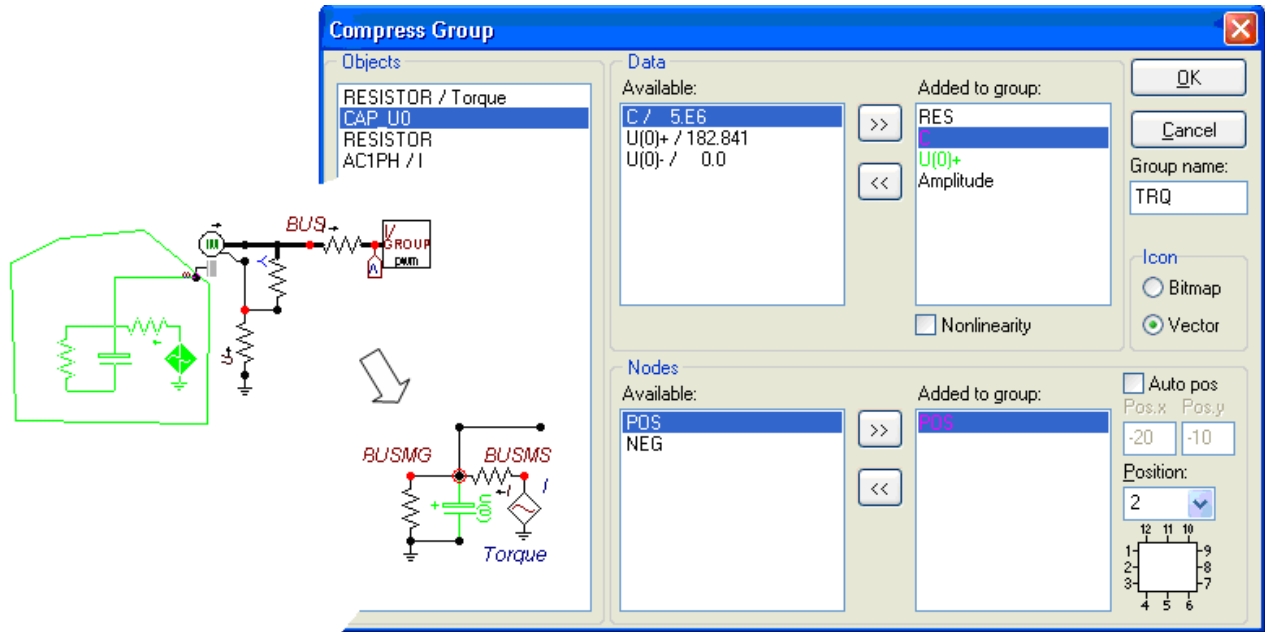 Compress Group
Objects
RESISTOR / Torque
CAP_U0
RESISTOR
AC1PH / I
Data
Available:
C / 5.E6
U(0)+ / 182.841
U(0)- / 0.0
>>
<<
Added to group:
RES
C
U(0)+
Amplitude
Nonlinearity
OK
Cancel
Group name:
TRQ
Icon
Bitmap
Vector
Nodes
Available:
POS
NEG
>>
<<
Added to group:
POS
Auto pos
Pos.x Pos.y
-20 -10
Position:
2
12 11 10
1 9
2 8
3 7
4 5 6
IM
ω
BUS
I
GROUP
pwm
A
Y
U
BUSMG
BUSMS
I
I
+
U(0)
Torque